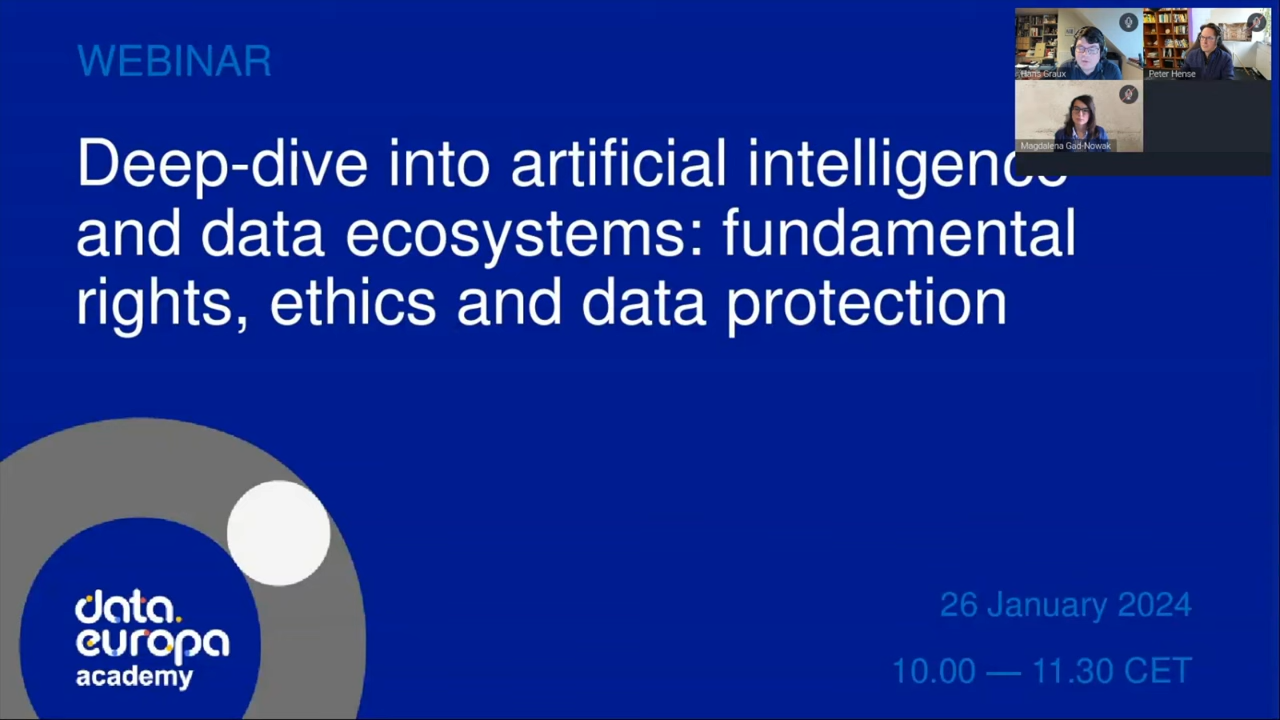 WEBINAR
Hans Graux
Peter Hense
Magdalena Gad-Nowak
Deep-dive into artificial intelligence
and data ecosystems: fundamental
rights, ethics and data protection
data.
europa
academy
26 January 2024
10.00 — 11.30 CET